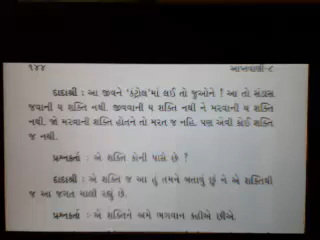 ૧૪૪ આપ્તવાણી-૮
દાદાશ્રી : આ જીવને 'કંટ્રોલ'માં લઈ તો જુઓને ? આ તો સંડાસ
જવાની ય શક્તિ નથી. જીવવાની ય શક્તિ નથી ને મરવાની ય શક્તિ
નથી. જો મરવાની શક્તિ હોતને તો મરત જ નહિ. પણ એવી કોઈ શક્તિ
જ નથી.
પ્રશ્નકર્તા : એ શક્તિ કોની પાસે છે ?
દાદાશ્રી : એ શક્તિ જ આ હું તમને બતાવું છું ને એ શક્તિથી
જ આ જગત ચાલી રહ્યું છે.
પ્રશ્નકર્તા : એ શક્તિને અમે ભગવાન કહીએ છીએ.